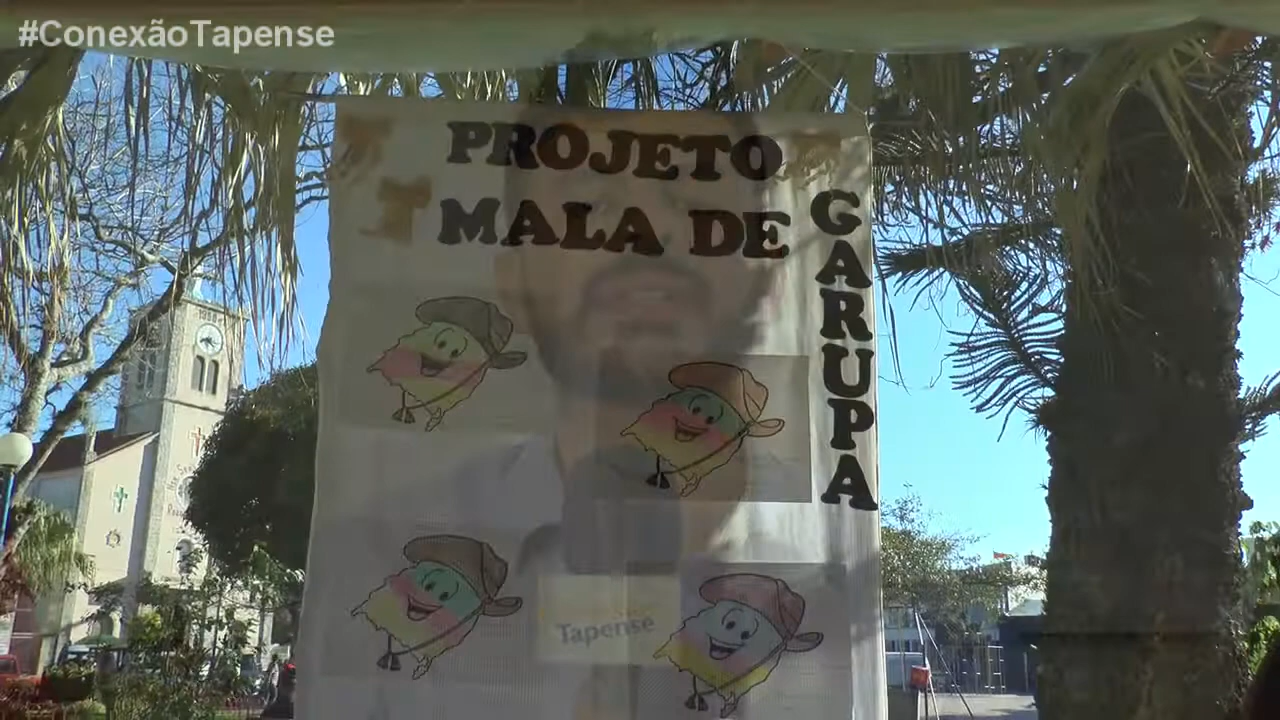 #ConexãoTapense
PROJETO
MALA DE
GARUPA
Tapense